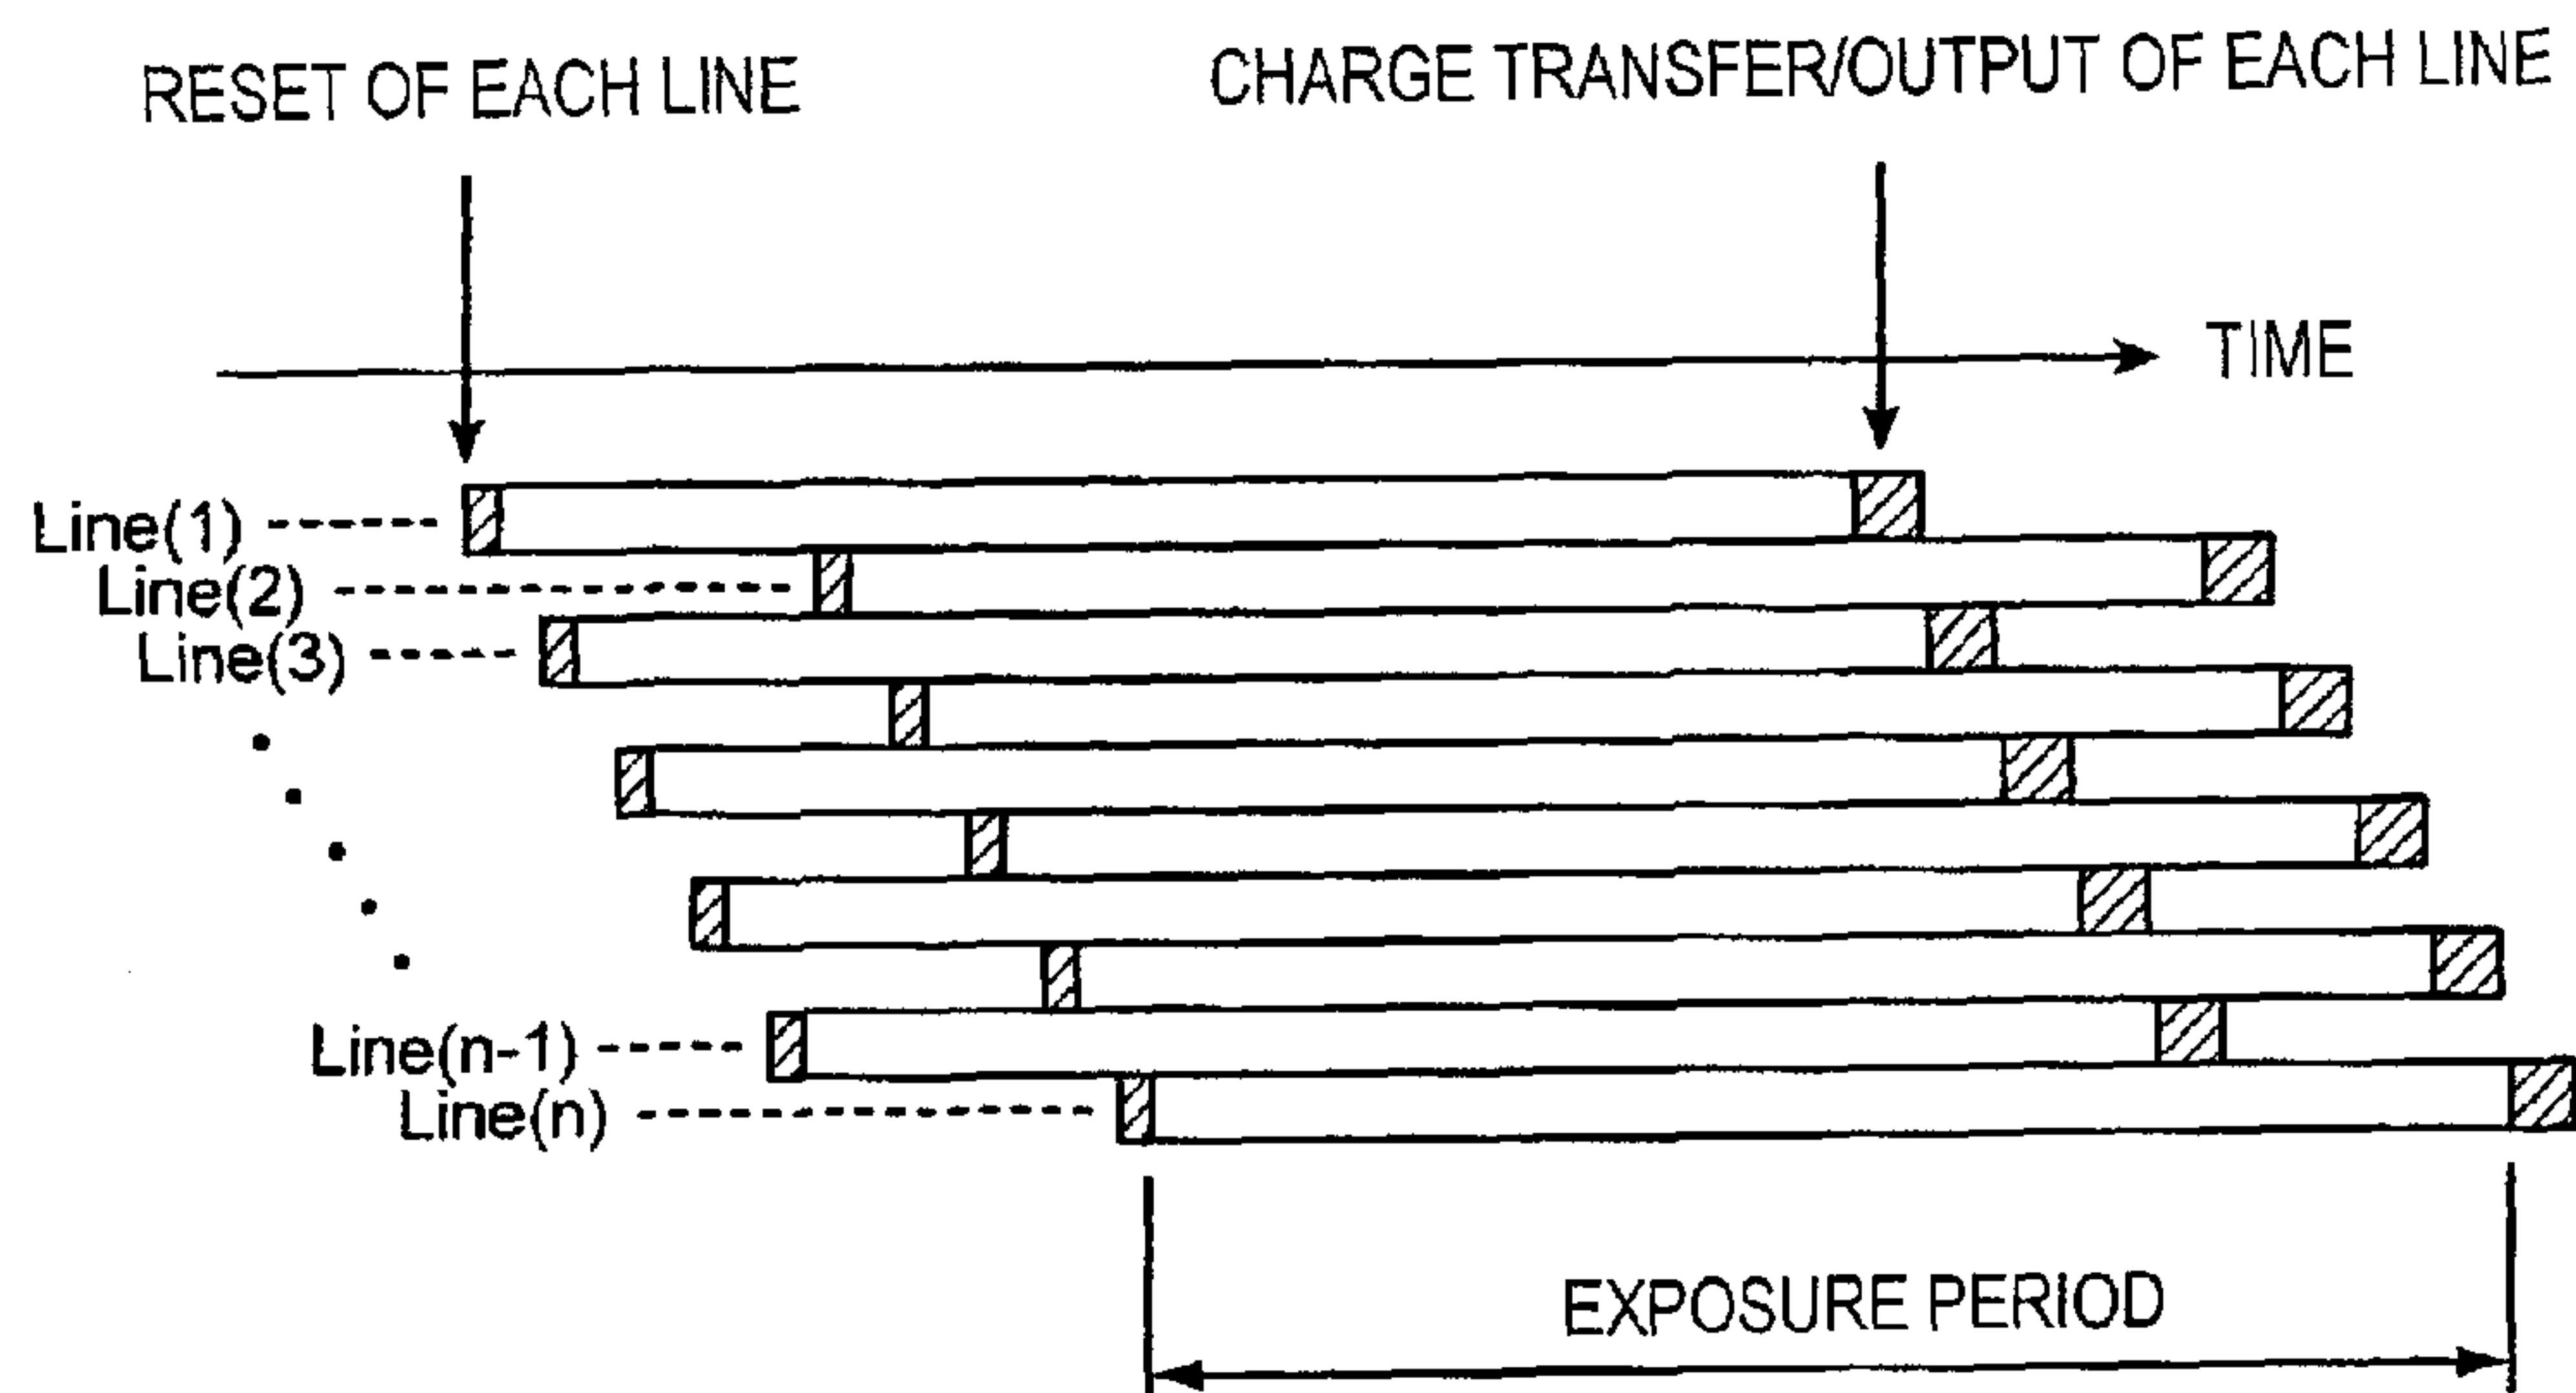 RESET OF EACH LINE
CHARGE TRANSFER/OUTPUT OF EACH LINE
TIME
Line(1)
Line(2)
Line(3)
Line(n-1)
Line(n)
EXPOSURE PERIOD